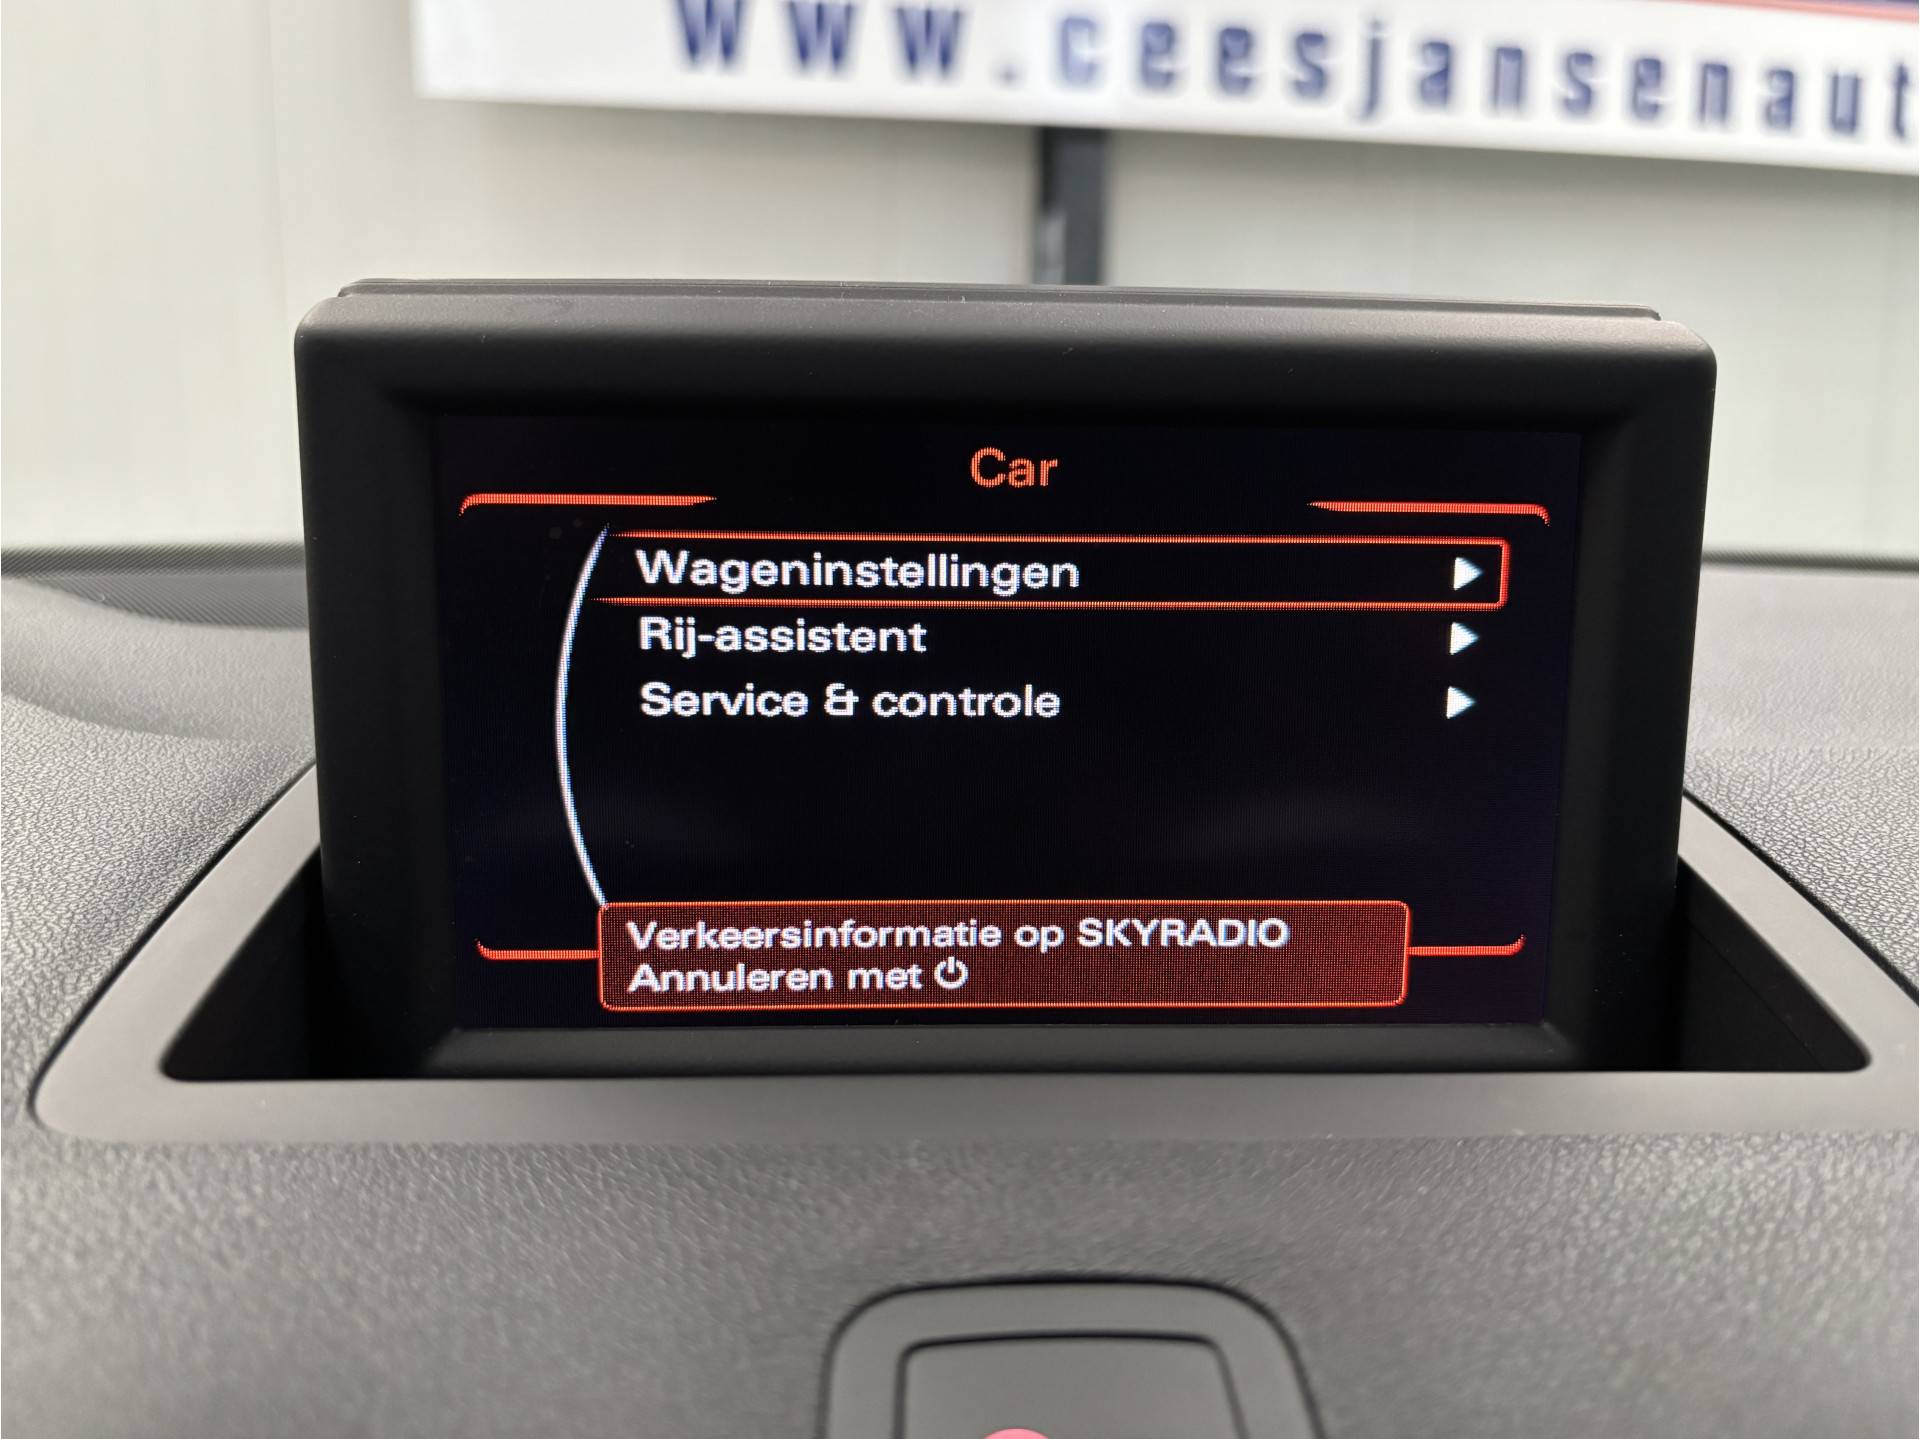 www.ceesjansenaut
Car
Wageninstellingen
Rij-assistent
Service & controle
Verkeersinformatie op SKYRADIO
Annuleren met ⏻